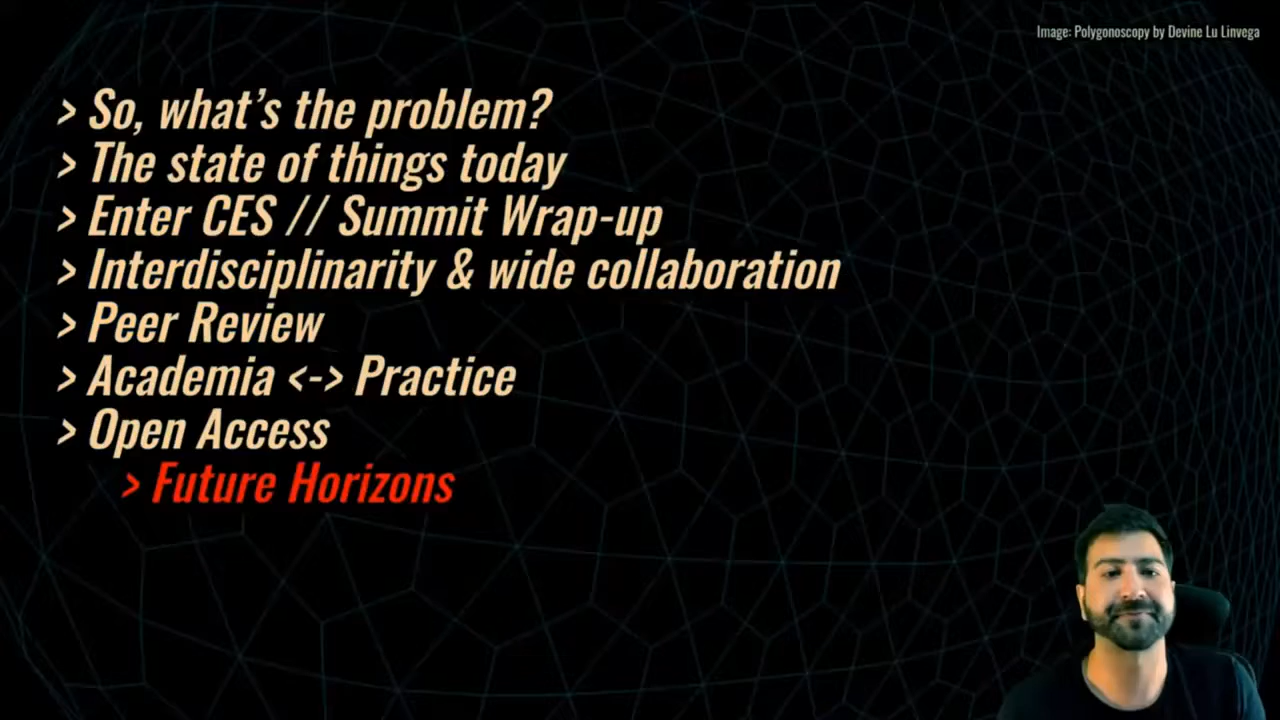 Image: Polygonoscopy by Devine Lu Linvega
> So, what’s the problem?
> The state of things today
> Enter CES // Summit Wrap-up
> Interdisciplinarity & wide collaboration
> Peer Review
> Academia <-> Practice
> Open Access
> Future Horizons